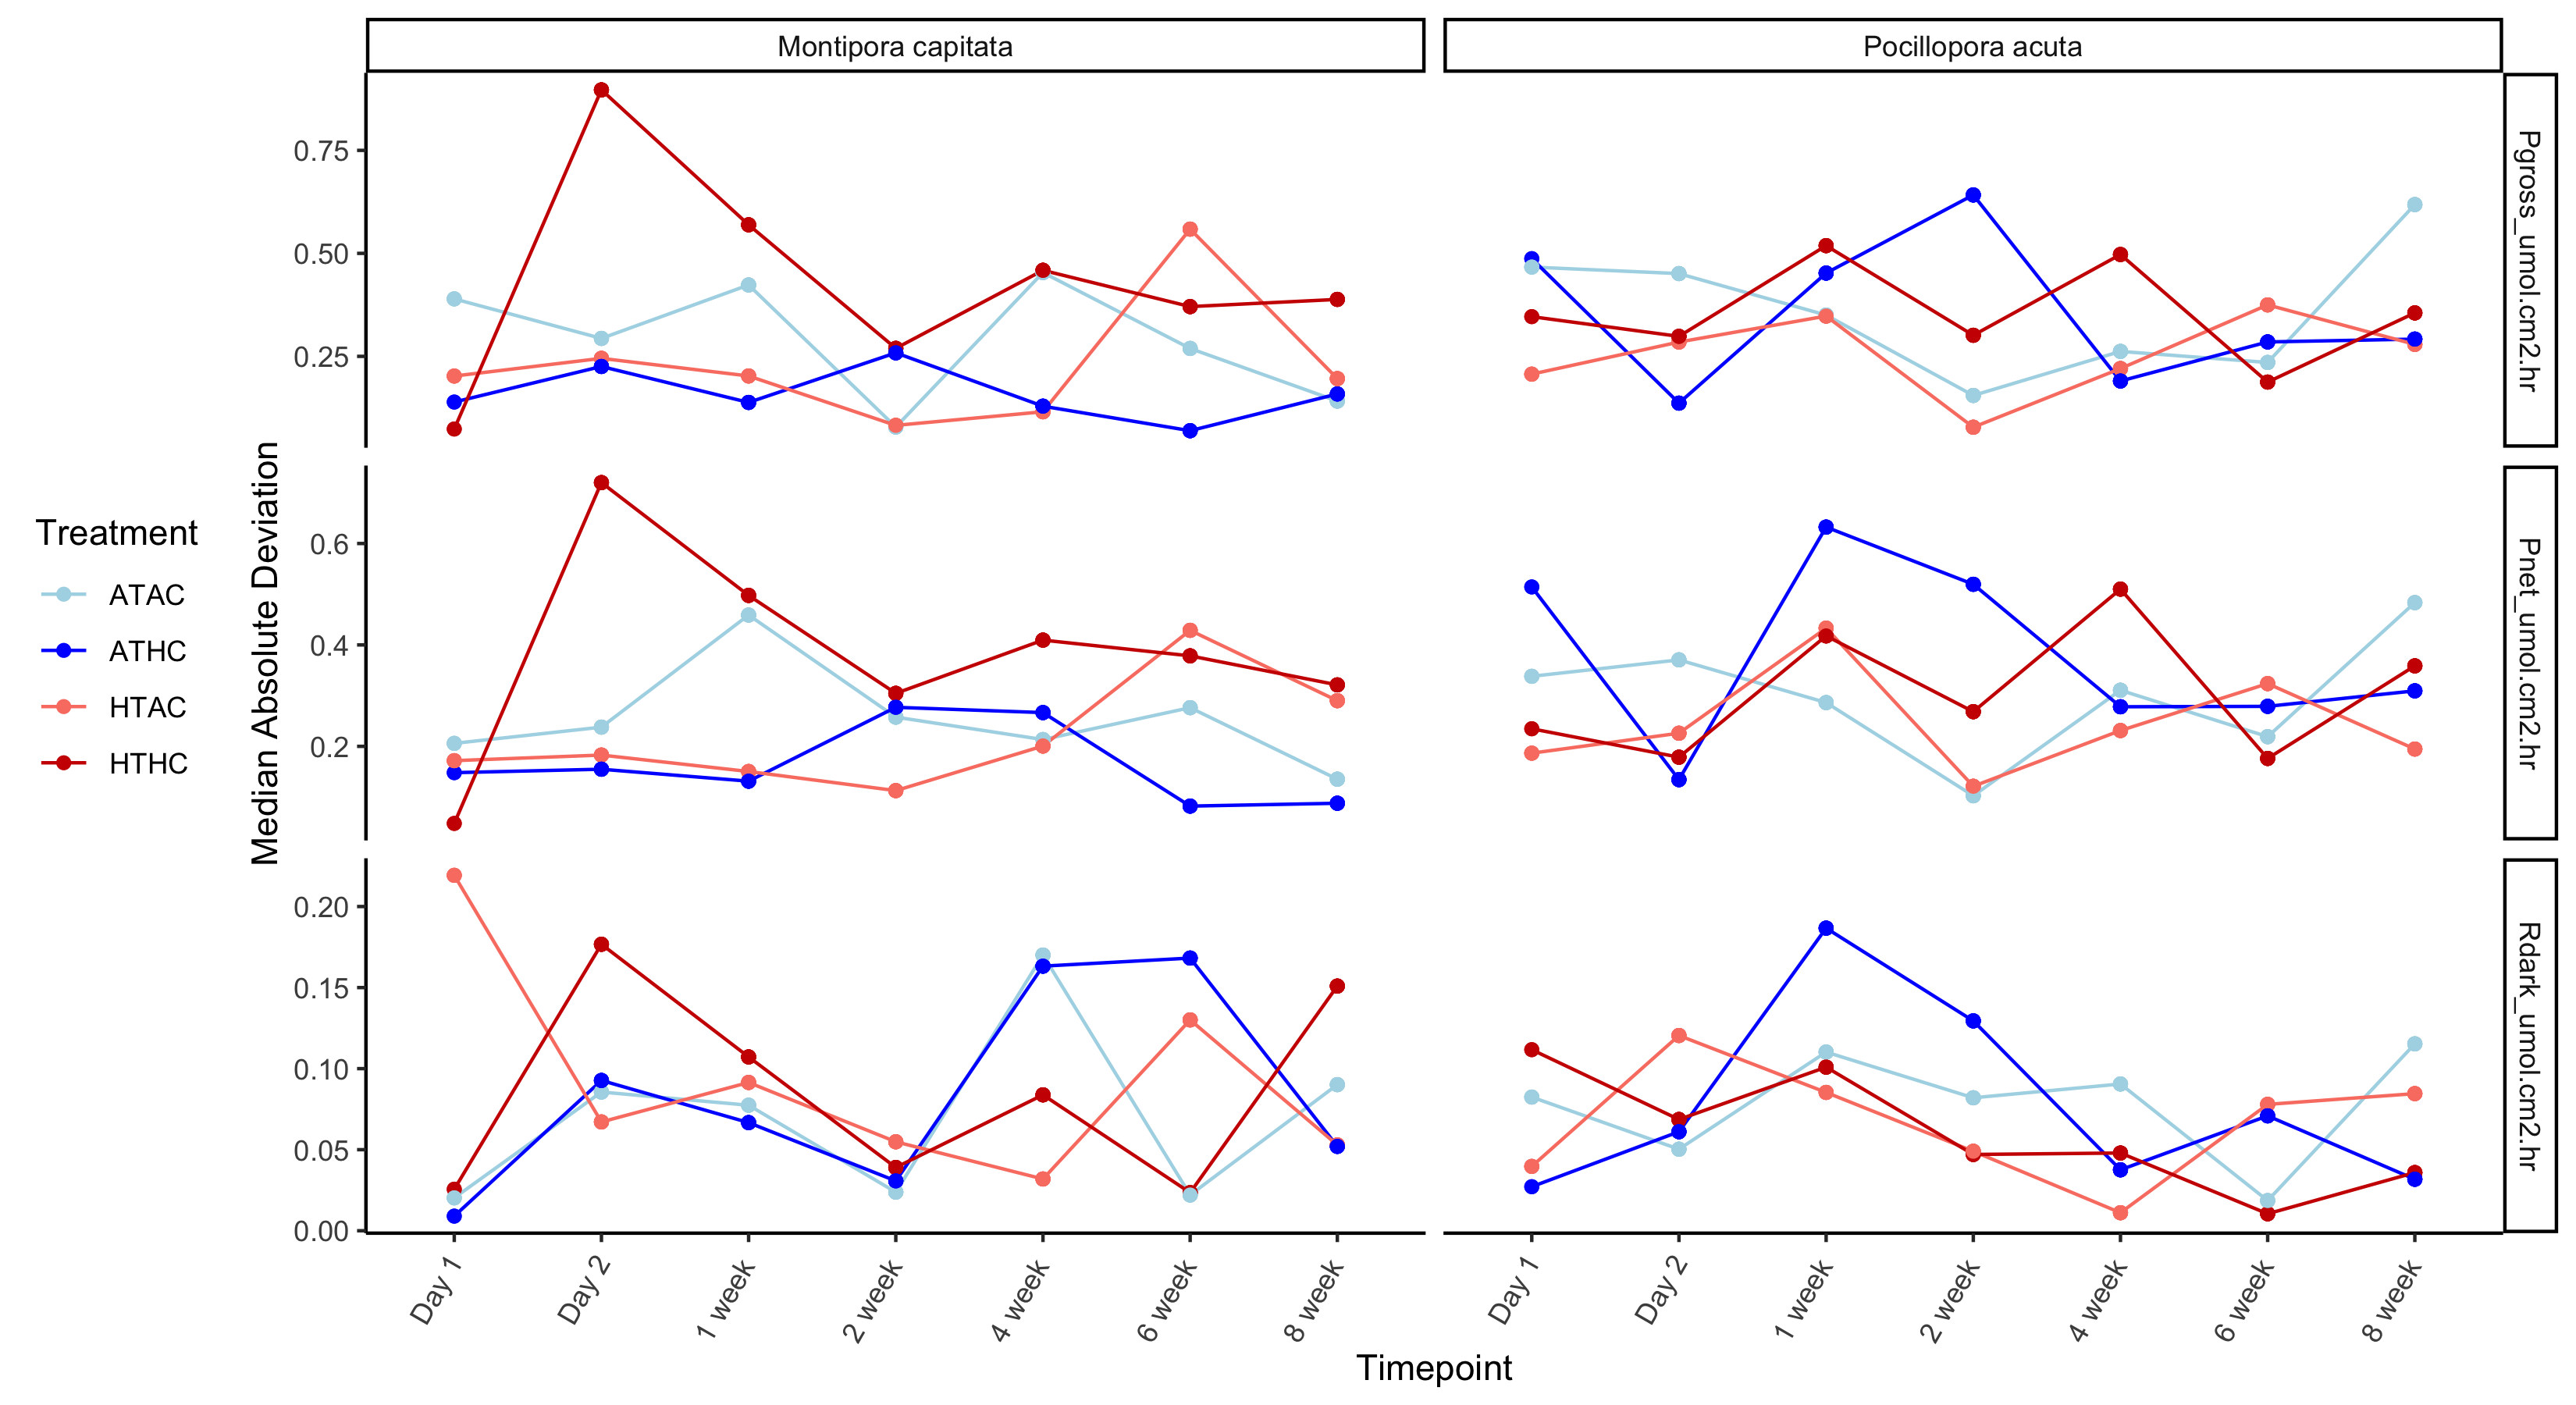 Montipora capitata
Pocillopora acuta
0.75
0.50
0.25
Pgross_umol.cm2.hr
Median Absolute Deviation
0.6
0.4
0.2
Pnet_umol.cm2.hr
Treatment
ATAC
ATHC
HTAC
HTHC
0.20
0.15
0.10
0.05
0.00
Rdark_umol.cm2.hr
Day 1
Day 2
1 week
2 week
4 week
6 week
8 week
Day 1
Day 2
1 week
2 week
4 week
6 week
8 week
Timepoint